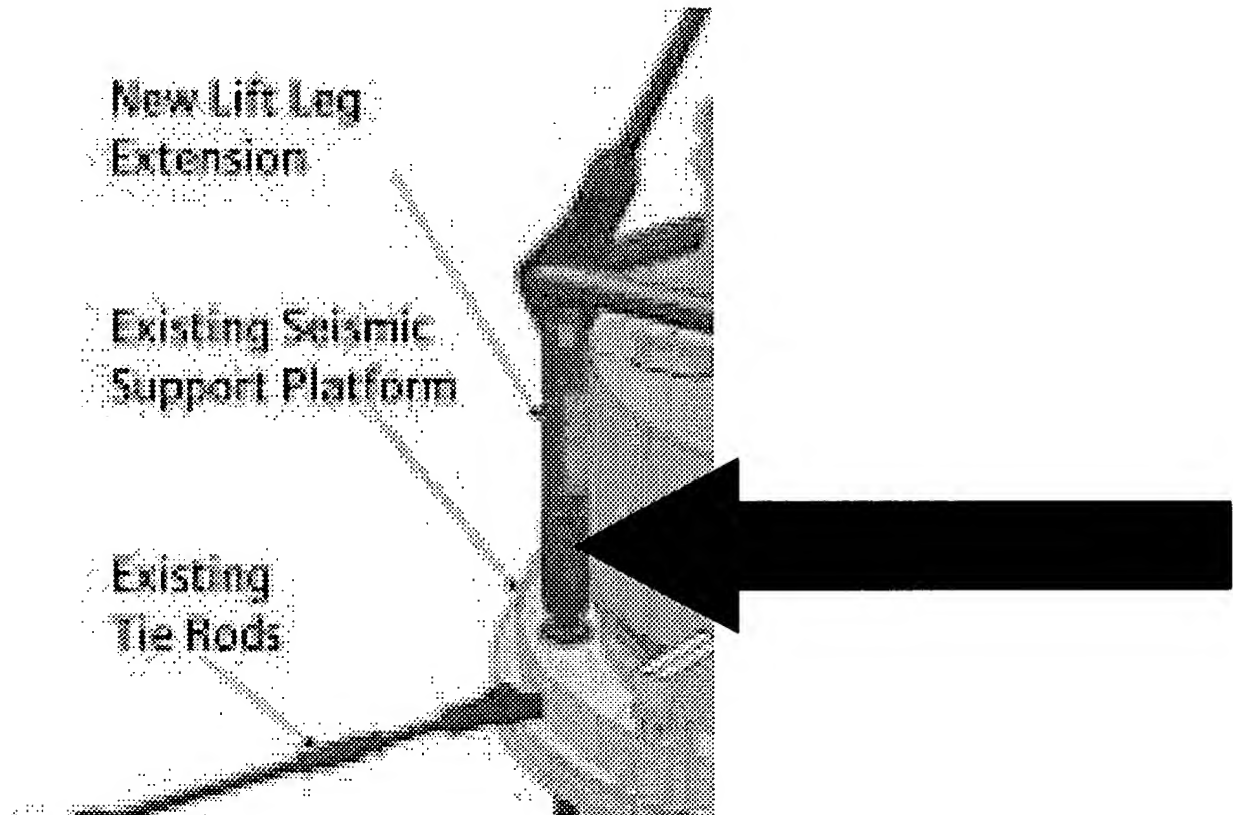 New Lift Leg
Extension
Existing Seismic
Support Platform
Existing
Tie Rods